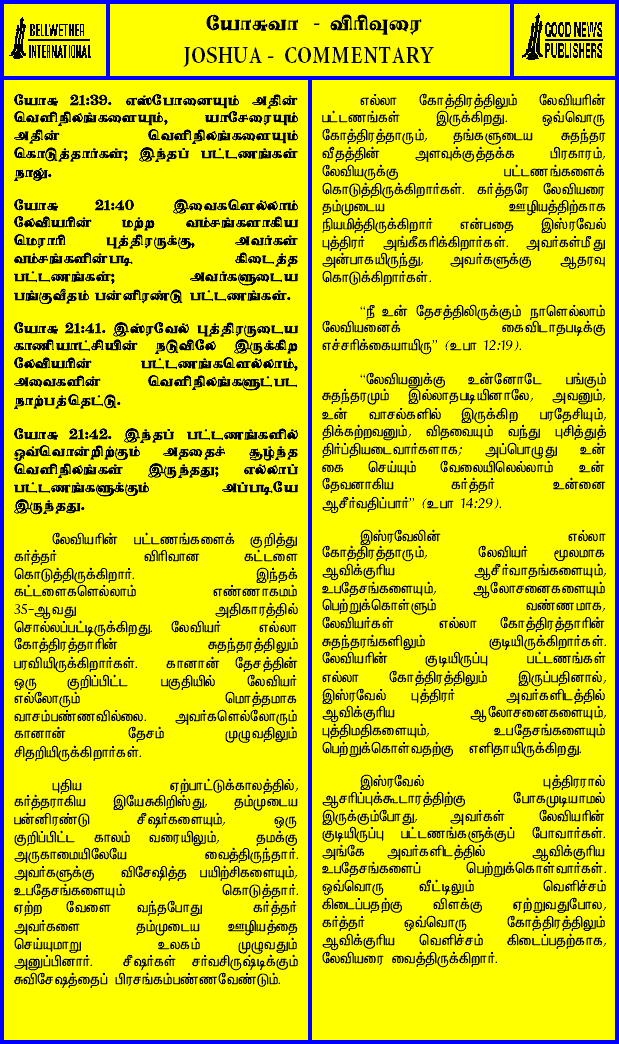 BELLWETHER
INTERNATIONAL
யோசுவா - விரிவுரை
JOSHUA - COMMENTARY
GOOD NEWS
PUBLISHERS
யோசு 21:39. எஸ்போனையும் அதின்
வெளிநிலங்களையும், யாசேரையும்
அதின் வெளிநிலங்களையும்
கொடுத்தார்கள்; இந்தப் பட்டணங்கள்
நாலு.
யோசு 21:40 இவைகளெல்லாம்
லேவியரின் மற்ற வம்சங்களாகிய
மெராரி புத்திரருக்கு, அவர்கள்
வம்சங்களின்படி கிடைத்த
பட்டணங்கள்; அவர்களுடைய
பங்குவீதம் பன்னிரண்டு பட்டணங்கள்.
யோசு 21:41. இஸ்ரவேல் புத்திரருடைய
காணியாட்சியின் நடுவிலே இருக்கிற
லேவியரின் பட்டணங்களெல்லாம்,
அவைகளின் வெளிநிலங்களுட்பட
நாற்பத்தெட்டு.
யோசு 21:42. இந்தப் பட்டணங்களில்
ஒவ்வொன்றிற்கும் அதைச் சூழ்ந்த
வெளிநிலங்கள் இருந்தது; எல்லாப்
பட்டணங்களுக்கும் அப்படியே
இருந்தது.
லேவியரின் பட்டணங்களைக் குறித்து
கர்த்தர் விரிவான கட்டளை
கொடுத்திருக்கிறார். இந்தக்
கட்டளைகளெல்லாம் எண்ணாகமம்
35-ஆவது அதிகாரத்தில்
சொல்லப்பட்டிருக்கிறது. லேவியர் எல்லா
கோத்திரத்தாரின் சுதந்தரத்திலும்
பரவியிருக்கிறார்கள். கானான் தேசத்தின்
ஒரு குறிப்பிட்ட பகுதியில் லேவியர்
எல்லோரும் மொத்தமாக
வாசம்பண்ணவில்லை. அவர்களெல்லோரும்
கானான் தேசம் முழுவதிலும்
சிதறியிருக்கிறார்கள்.
புதிய ஏற்பாட்டுக்காலத்தில்,
கர்த்தராகிய இயேசுகிறிஸ்து, தம்முடைய
பன்னிரண்டு சீஷர்களையும், ஒரு
குறிப்பிட்ட காலம் வரையிலும், தமக்கு
அருகாமையிலேயே வைத்திருந்தார்.
அவர்களுக்கு விசேஷித்த பயிற்சிகளையும்,
உபதேசங்களையும் கொடுத்தார்.
ஏற்ற வேளை வந்தபோது கர்த்தர்
அவர்களை தம்முடைய ஊழியத்தை
செய்யுமாறு உலகம் முழுவதும்
அனுப்பினார். சீஷர்கள் சர்வசிருஷ்டிக்கும்
சுவிசேஷத்தைப் பிரசங்கம்பண்ணவேண்டும்.
எல்லா கோத்திரத்திலும் லேவியரின்
பட்டணங்கள் இருக்கிறது. ஒவ்வொரு
கோத்திரத்தாரும், தங்களுடைய சுதந்தர
வீதத்தின் அளவுக்குத்தக்க பிரகாரம்,
லேவியருக்கு பட்டணங்களைக்
கொடுத்திருக்கிறார்கள். கர்த்தரே லேவியரை
தம்முடைய ஊழியத்திற்காக
நியமித்திருக்கிறார் என்பதை இஸ்ரவேல்
புத்திரர் அங்கீகரிக்கிறார்கள். அவர்கள்மீது
அன்பாகயிருந்து, அவர்களுக்கு ஆதரவு
கொடுக்கிறார்கள்.
“நீ உன் தேசத்திலிருக்கும் நாளெல்லாம்
லேவியனைக் கைவிடாதபடிக்கு
எச்சரிக்கையாயிரு” (உபா 12:19).
“லேவியனுக்கு உன்னோடே பங்கும்
சுதந்தரமும் இல்லாதபடியினாலே, அவனும்,
உன் வாசல்களில் இருக்கிற பரதேசியும்,
திக்கற்றவனும், விதவையும் வந்து புசித்துத்
திர்ப்தியடைவார்களாக; அப்பொழுது உன்
கை செய்யும் வேலையிலெல்லாம் உன்
தேவனாகிய கர்த்தர் உன்னை
ஆசீர்வதிப்பார்” (உபா 14:29).
இஸ்ரவேலின் எல்லா
கோத்திரத்தாரும், லேவியர் மூலமாக
ஆவிக்குரிய ஆசீர்வாதங்களையும்,
உபதேசங்களையும், ஆலோசனைகளையும்
பெற்றுக்கொள்ளும் வண்ணமாக,
லேவியர்கள் எல்லா கோத்திரத்தாரின்
சுதந்தரங்களிலும் குடியிருக்கிறார்கள்.
லேவியரின் குடியிருப்பு பட்டணங்கள்
எல்லா கோத்திரத்திலும் இருப்பதினால்,
இஸ்ரவேல் புத்திரர் அவர்களிடத்தில்
ஆவிக்குரிய ஆலோசனைகளையும்,
புத்திமதிகளையும், உபதேசங்களையும்
பெற்றுக்கொள்வதற்கு எளிதாயிருக்கிறது.
இஸ்ரவேல் புத்திரரால்
ஆசரிப்புக்கூடாரத்திற்கு போகமுடியாமல்
இருக்கும்போது, அவர்கள் லேவியரின்
குடியிருப்பு பட்டணங்களுக்குப் போவார்கள்.
அங்கே அவர்களிடத்தில் ஆவிக்குரிய
உபதேசங்களைப் பெற்றுக்கொள்வார்கள்.
ஒவ்வொரு வீட்டிலும் வெளிச்சம்
கிடைப்பதற்கு விளக்கு ஏற்றுவதுபோல,
கர்த்தர் ஒவ்வொரு கோத்திரத்திலும்
ஆவிக்குரிய வெளிச்சம் கிடைப்பதற்காக,
லேவியரை வைத்திருக்கிறார்.